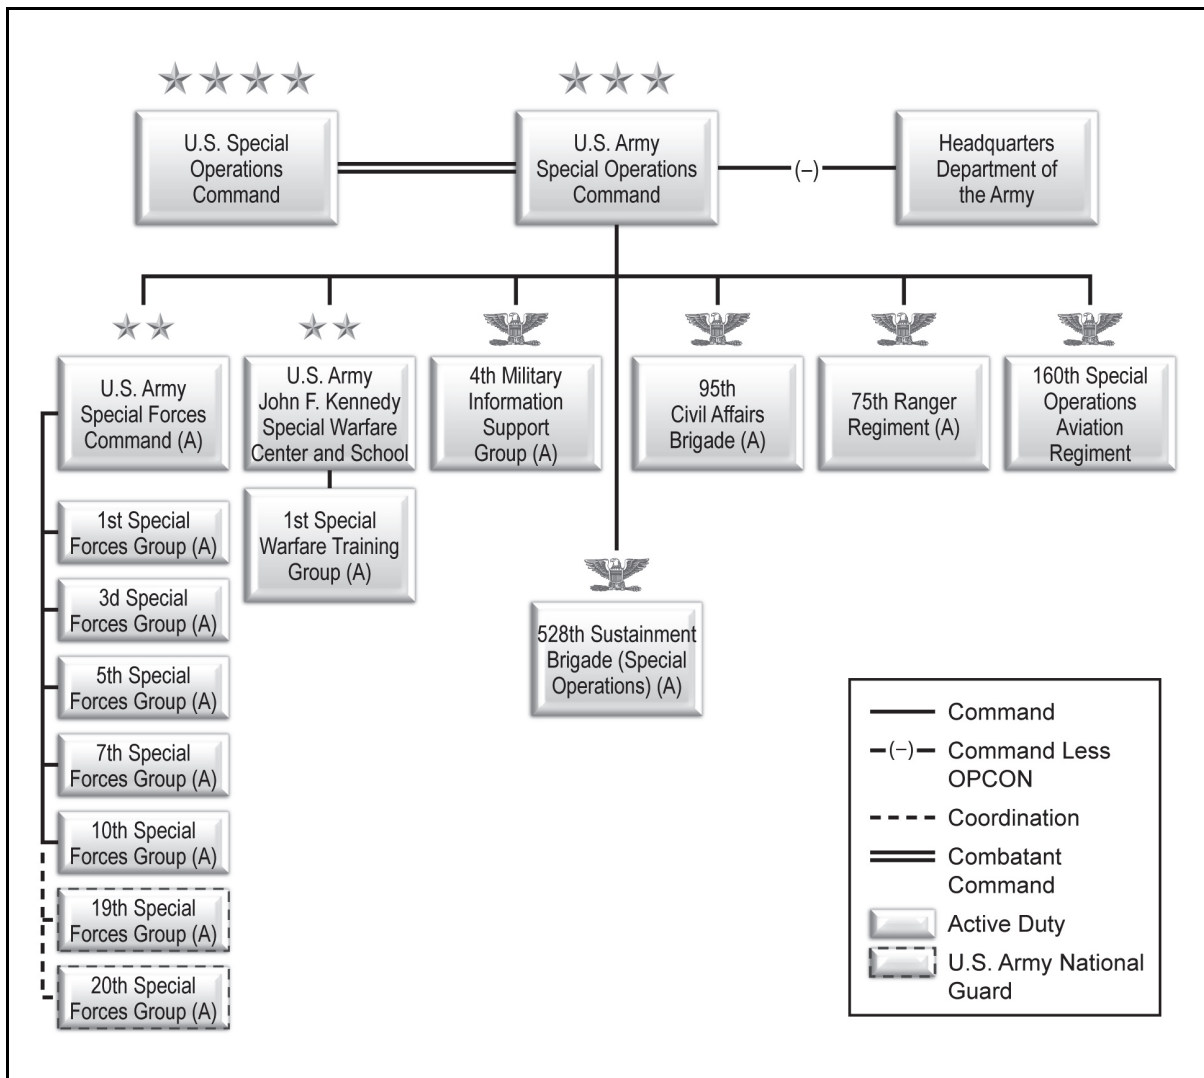 U.S. Special
Operations
Command
U.S. Army
Special Operations
Command
(–)
Headquarters
Department of
the Army
U.S. Army
Special Forces
Command (A)
U.S. Army
John F. Kennedy
Special Warfare
Center and School
4th Military
Information
Support
Group (A)
95th
Civil Affairs
Brigade (A)
75th Ranger
Regiment (A)
160th Special
Operations
Aviation
Regiment
1st Special
Forces Group (A)
3d Special
Forces Group (A)
5th Special
Forces Group (A)
7th Special
Forces Group (A)
10th Special
Forces Group (A)
19th Special
Forces Group (A)
20th Special
Forces Group (A)
1st Special
Warfare Training
Group (A)
528th Sustainment
Brigade (Special
Operations) (A)
Command
(–) Command Less
OPCON
Coordination
Combatant
Command
Active Duty
U.S. Army National
Guard